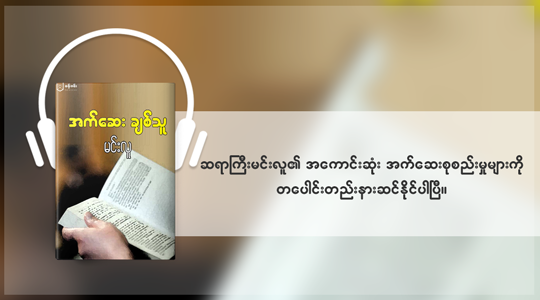 အက်ဆေး ချစ်သူ
မင်းလူ
ဆရာကြီးမင်းလူ၏ အကောင်းဆုံး အက်ဆေးစုစည်းမှုများကို
တပေါင်းတည်းနားဆင်နိုင်ပါပြီ။